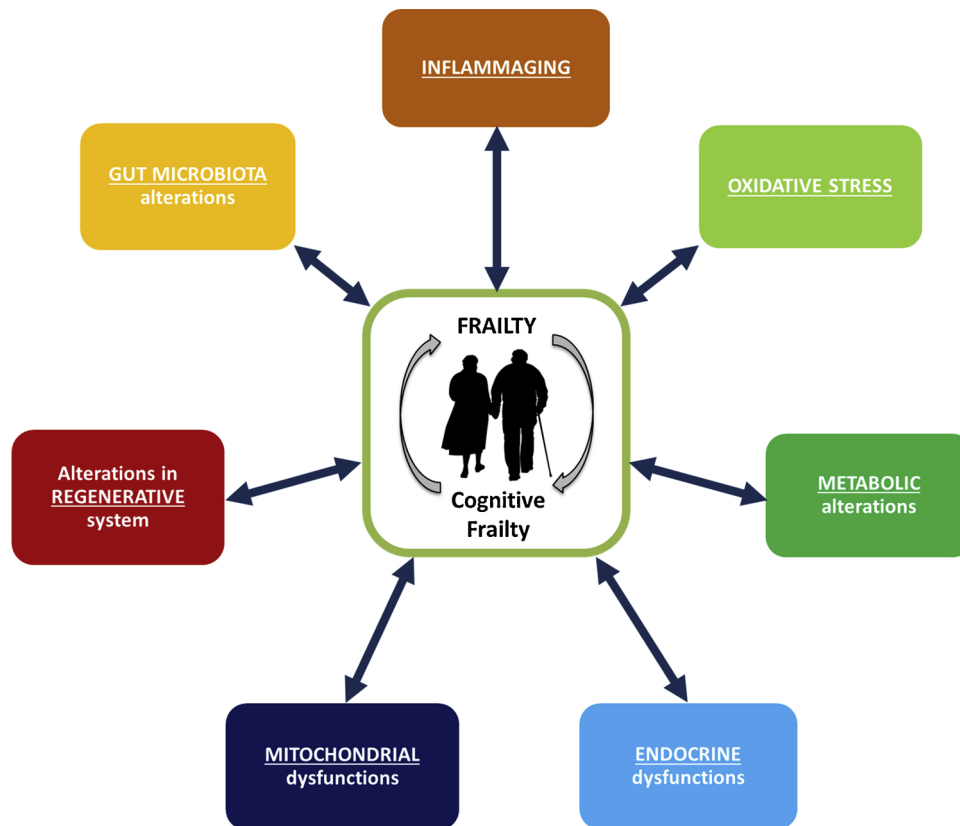 INFLAMMAGING
GUT MICROBIOTA
alterations
OXIDATIVE STRESS
FRAILTY
Cognitive
Frailty
Alterations in
REGENERATIVE
system
METABOLIC
alterations
MITOCHONDRIAL
dysfunctions
ENDOCRINE
dysfunctions